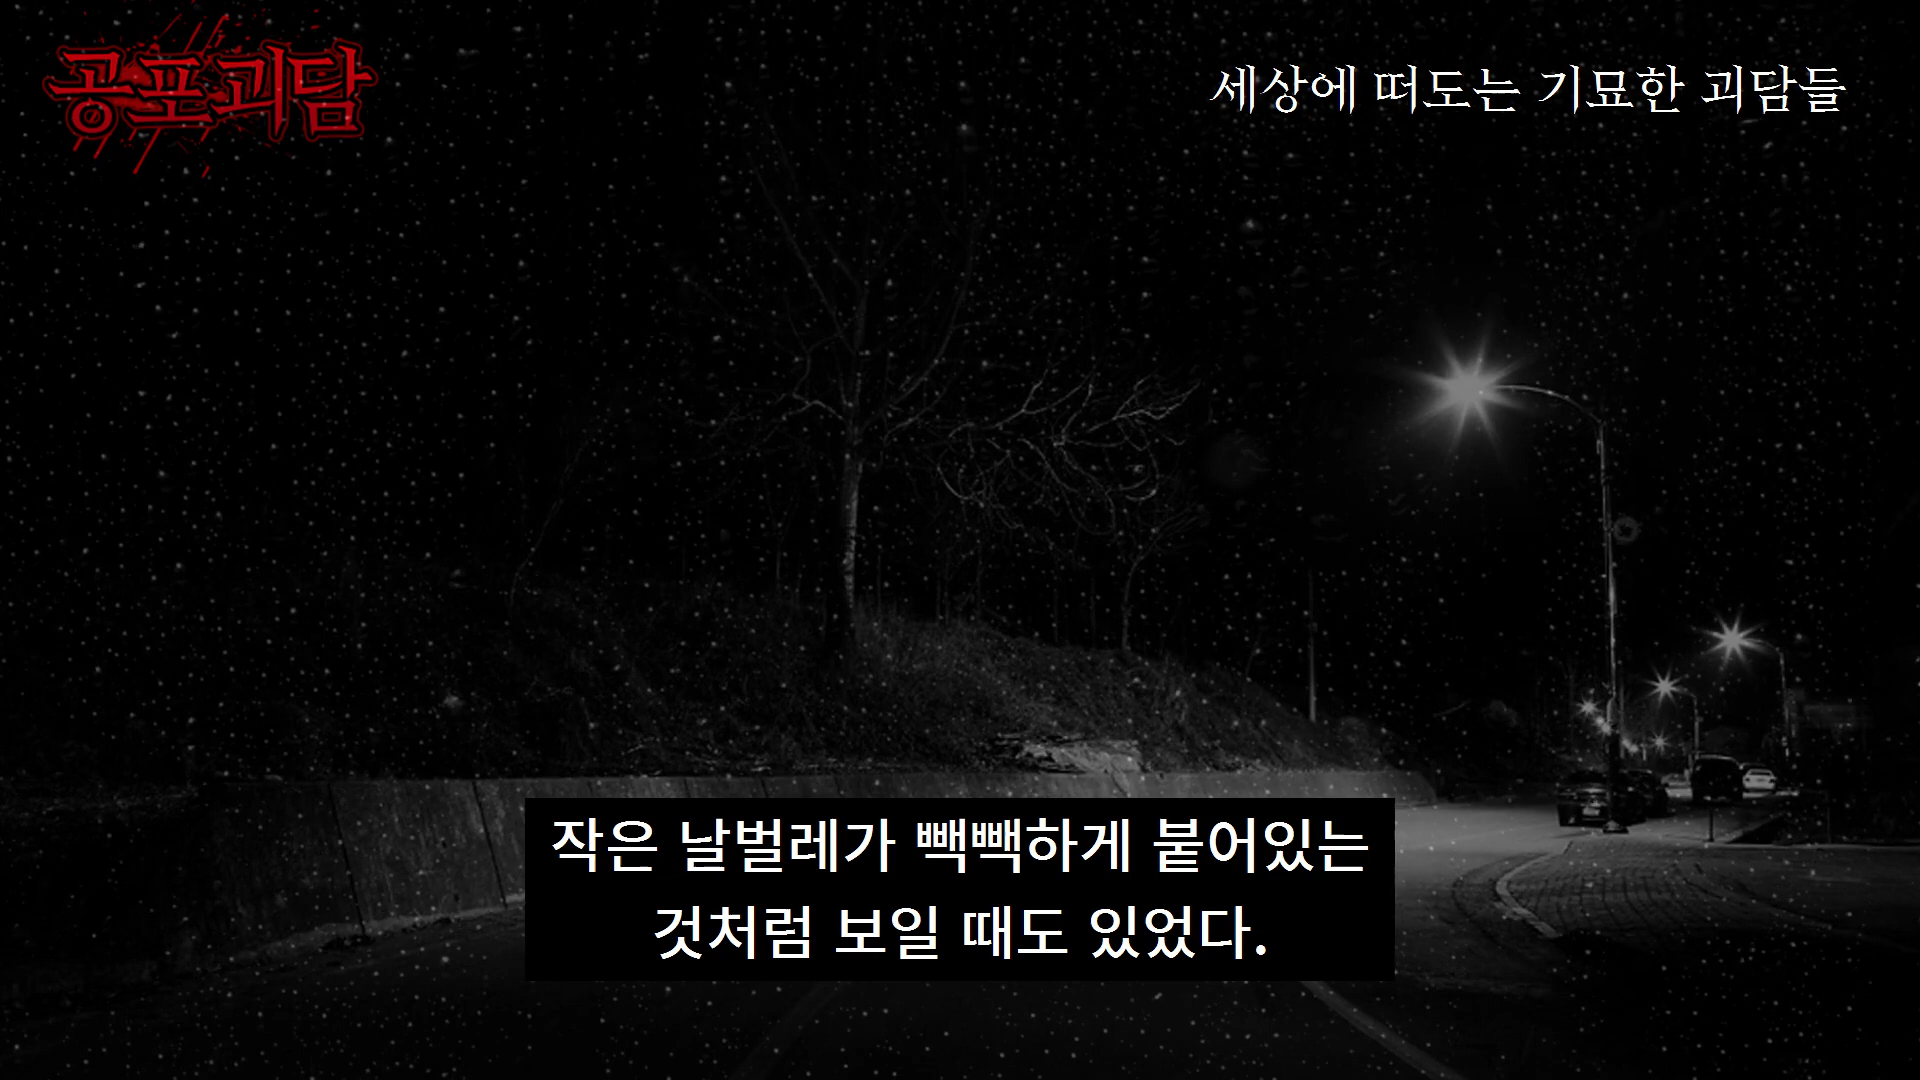 공포괴담
세상에 떠도는 기묘한 괴담들
작은 날벌레가 빽빽하게 붙어있는
것처럼 보일 때도 있었다.